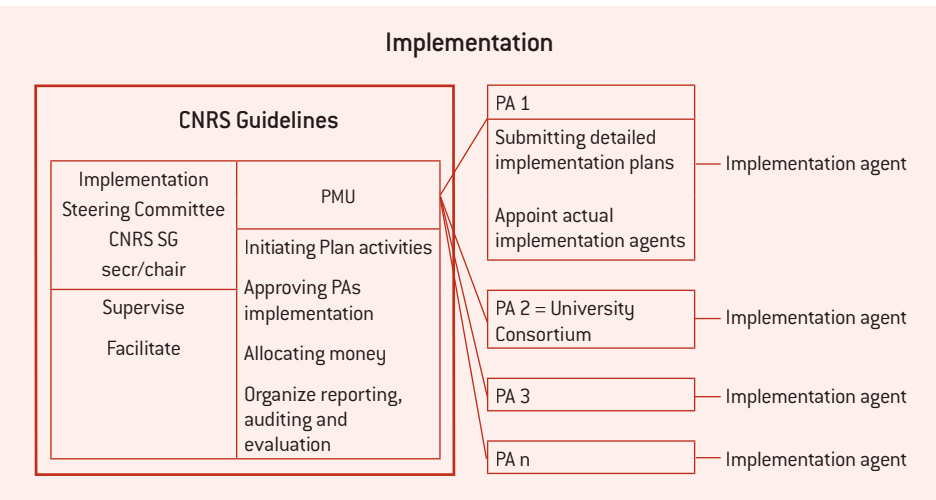 Implementation
CNRS Guidelines
Implementation
Steering Committee
CNRS SG
secr/chair
Supervise
Facilitate
PMU
Initiating Plan activities
Approving PAs
implementation
Allocating money
Organize reporting,
auditing and
evaluation
PA 1
Submitting detailed
implementation plans
Appoint actual
implementation agents
Implementation agent
PA 2 = University
Consortium
Implementation agent
PA 3
Implementation agent
PA n
Implementation agent